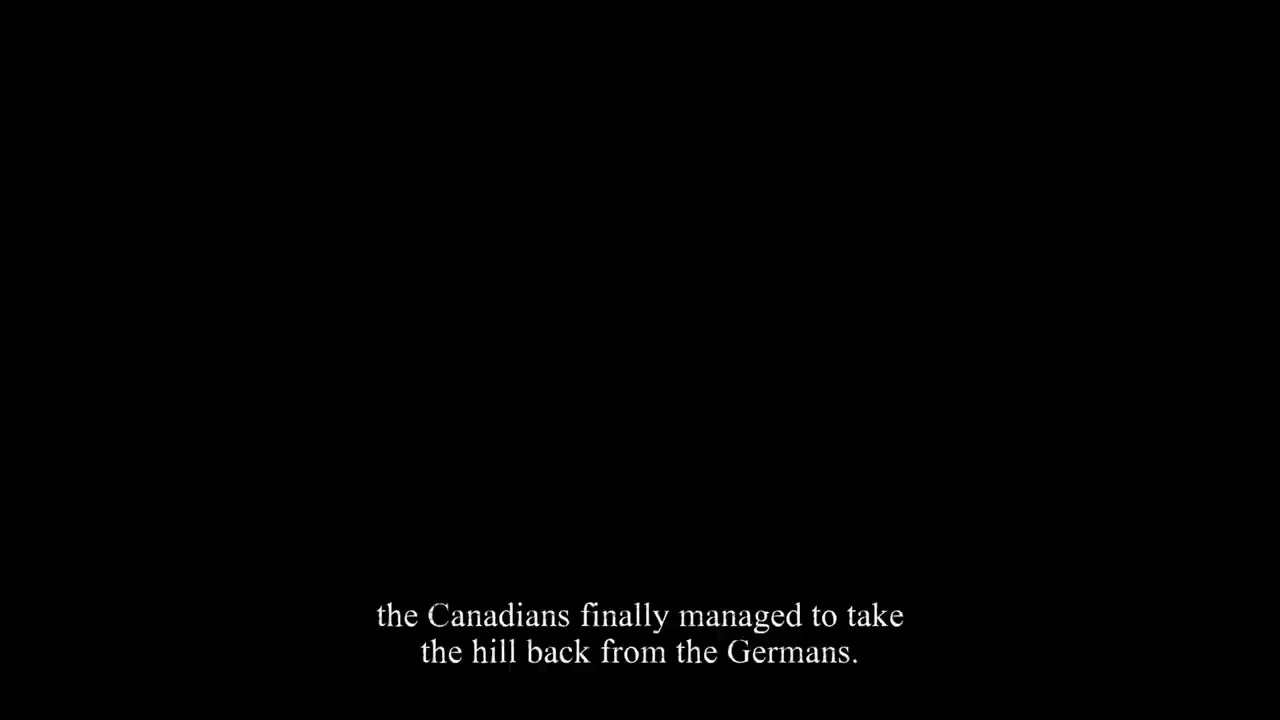 the Canadians finally managed to take
the hill back from the Germans.